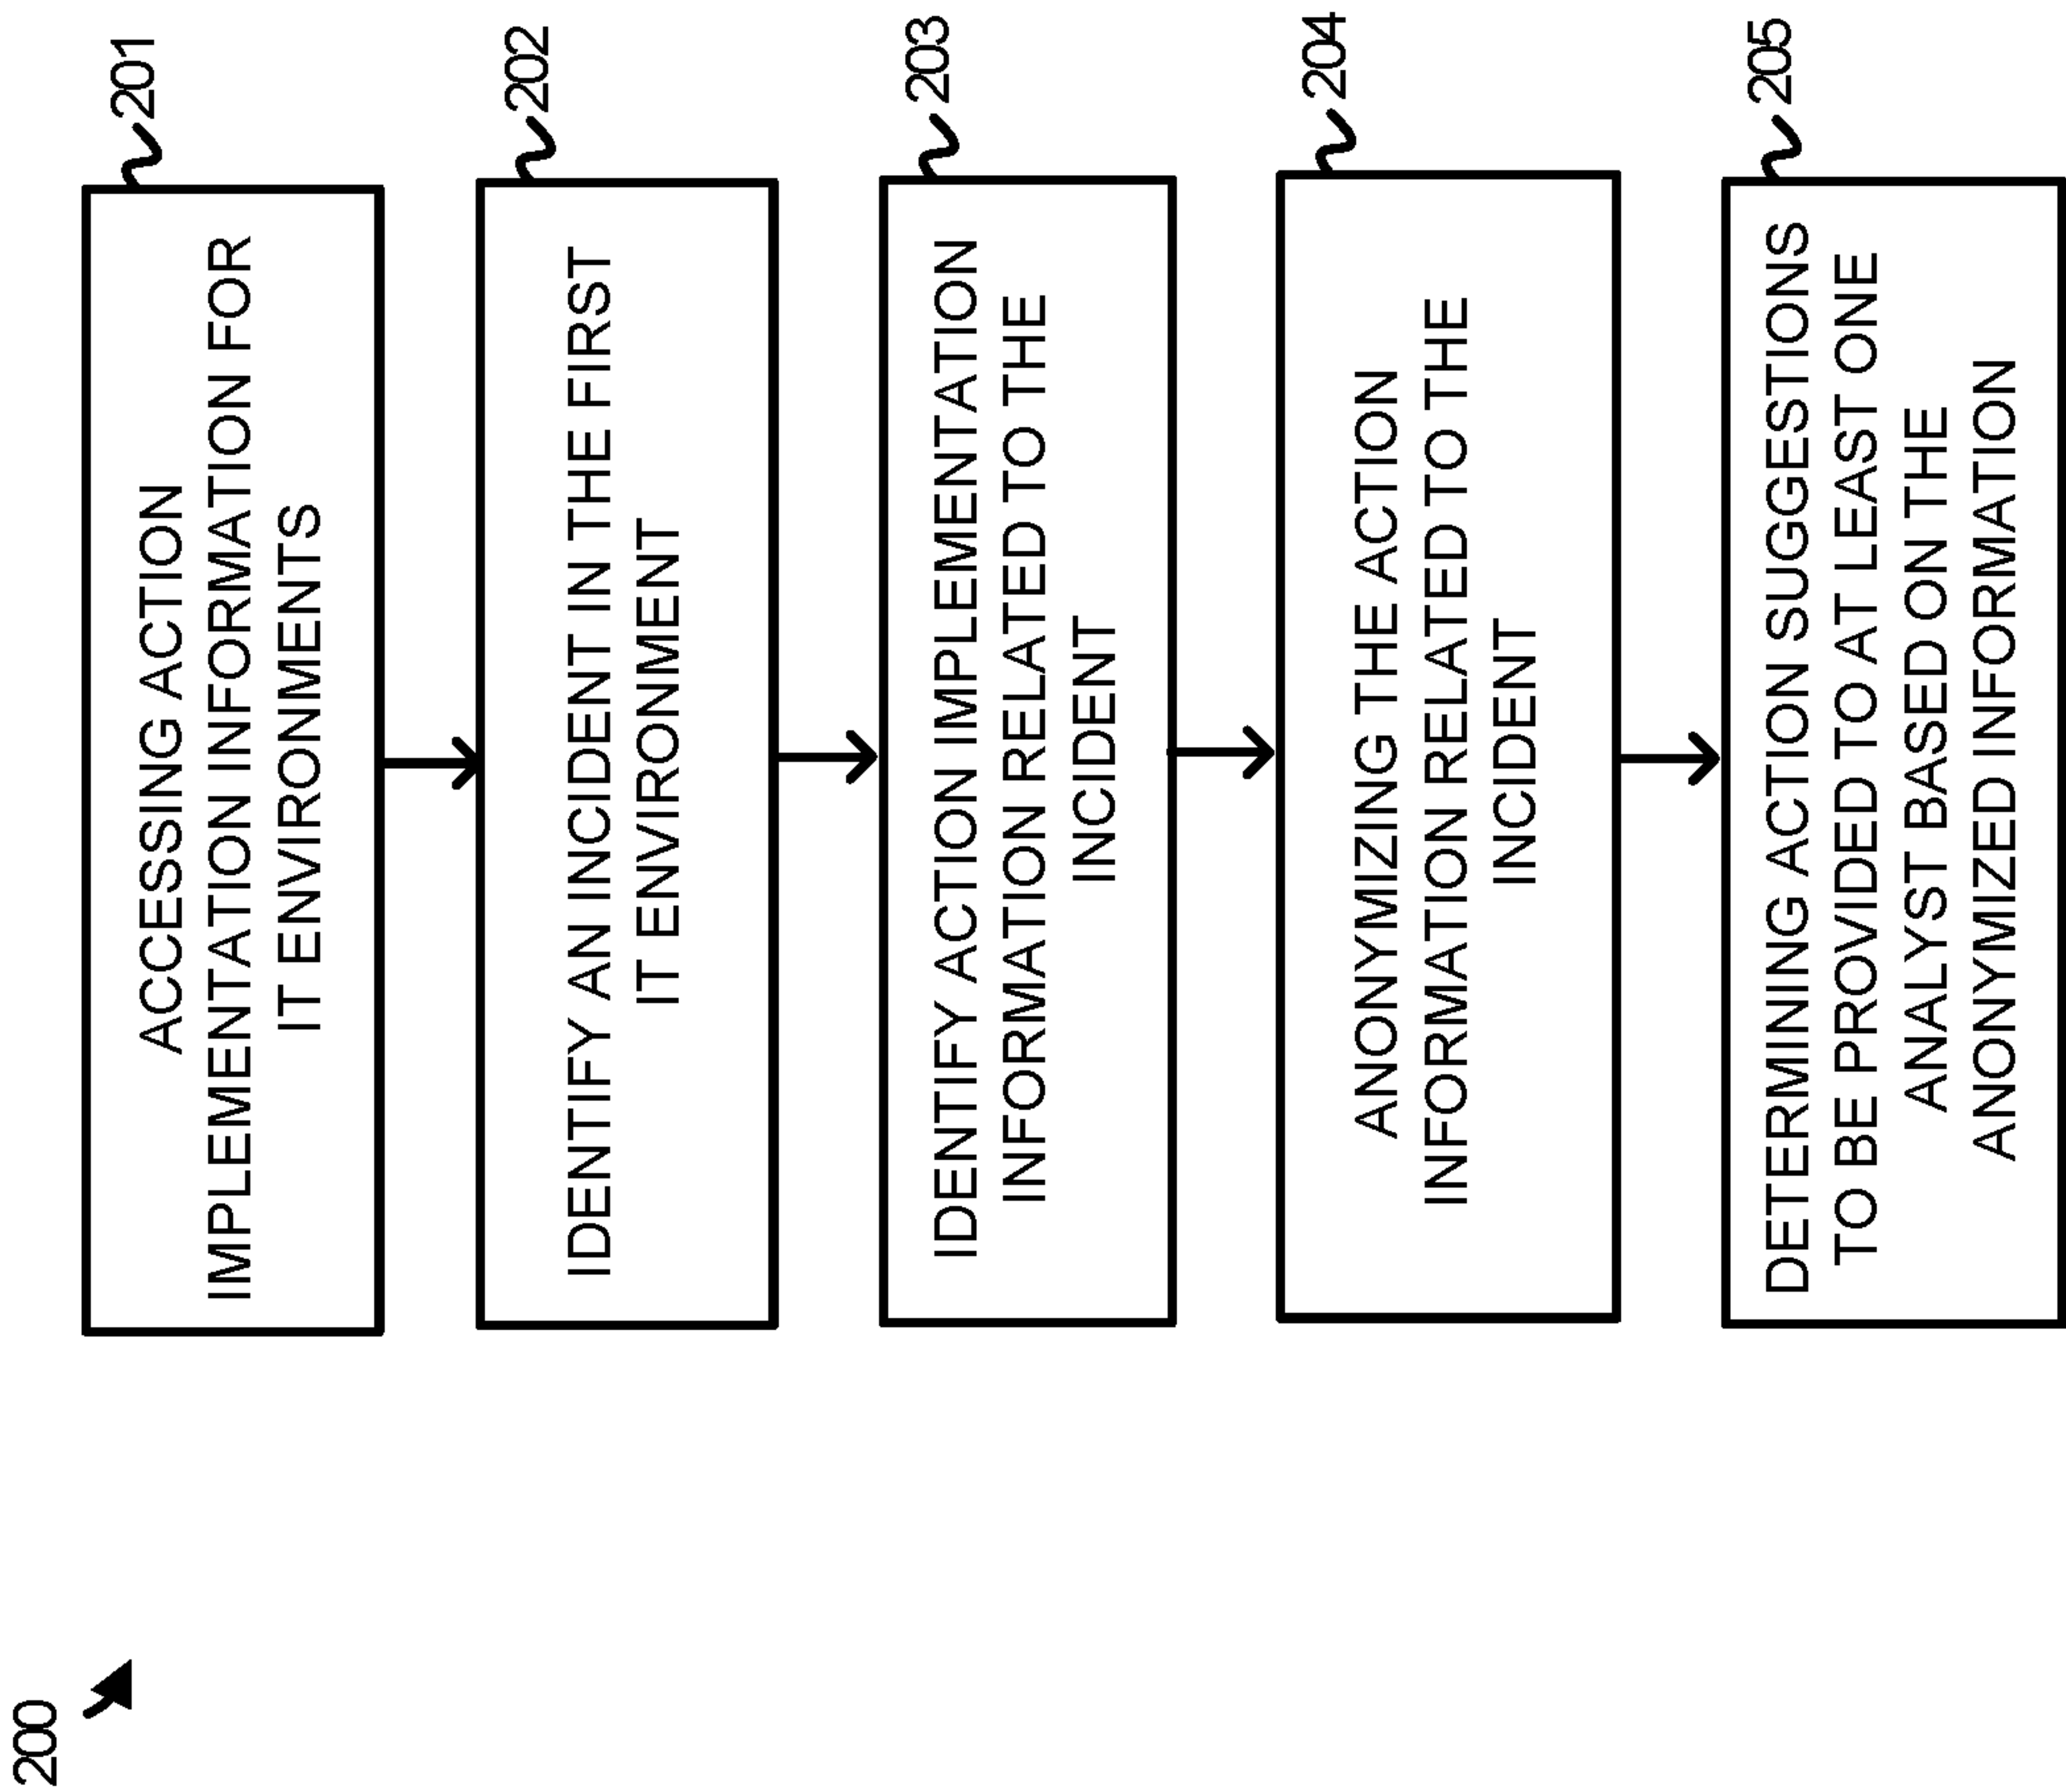 200
201
ACCESSING ACTION
IMPLEMENTATION INFORMATION FOR
IT ENVIRONMENTS
202
IDENTIFY AN INCIDENT IN THE FIRST
IT ENVIRONMENT
203
IDENTIFY ACTION IMPLEMENTATION
INFORMATION RELATED TO THE
INCIDENT
204
ANONYMIZING THE ACTION
INFORMATION RELATED TO THE
INCIDENT
205
DETERMINING ACTION SUGGESTIONS
TO BE PROVIDED TO AT LEAST ONE
ANALYST BASED ON THE
ANONYMIZED INFORMATION